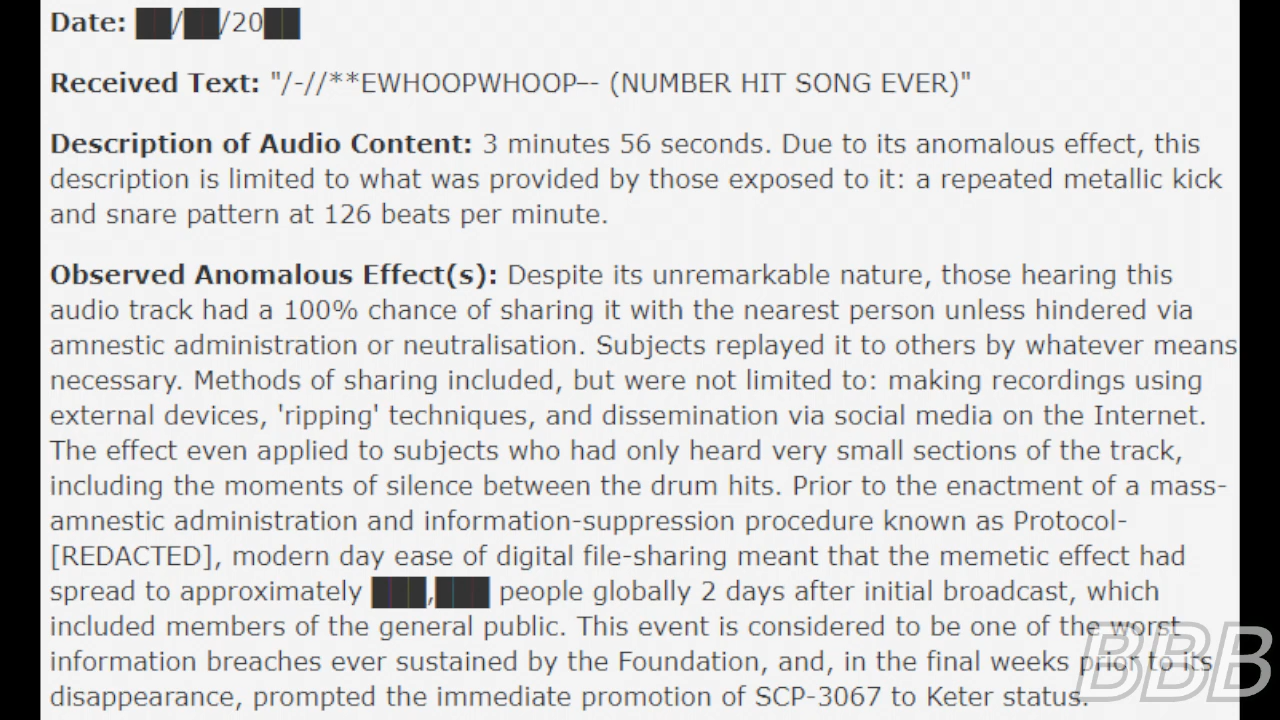 Date: ██/██/20██
Received Text: "/-//**EWHOOPWHOOP–- (NUMBER HIT SONG EVER)"
Description of Audio Content: 3 minutes 56 seconds. Due to its anomalous effect, this
description is limited to what was provided by those exposed to it: a repeated metallic kick
and snare pattern at 126 beats per minute.
Observed Anomalous Effect(s): Despite its unremarkable nature, those hearing this
audio track had a 100% chance of sharing it with the nearest person unless hindered via
amnestic administration or neutralisation. Subjects replayed it to others by whatever means
necessary. Methods of sharing included, but were not limited to: making recordings using
external devices, 'ripping' techniques, and dissemination via social media on the Internet.
The effect even applied to subjects who had only heard very small sections of the track,
including the moments of silence between the drum hits. Prior to the enactment of a mass-
amnestic administration and information-suppression procedure known as Protocol-
[REDACTED], modern day ease of digital file-sharing meant that the memetic effect had
spread to approximately ███,███ people globally 2 days after initial broadcast, which
included members of the general public. This event is considered to be one of the worst
information breaches ever sustained by the Foundation, and, in the final weeks prior to its
disappearance, prompted the immediate promotion of SCP-3067 to Keter status.
BBB